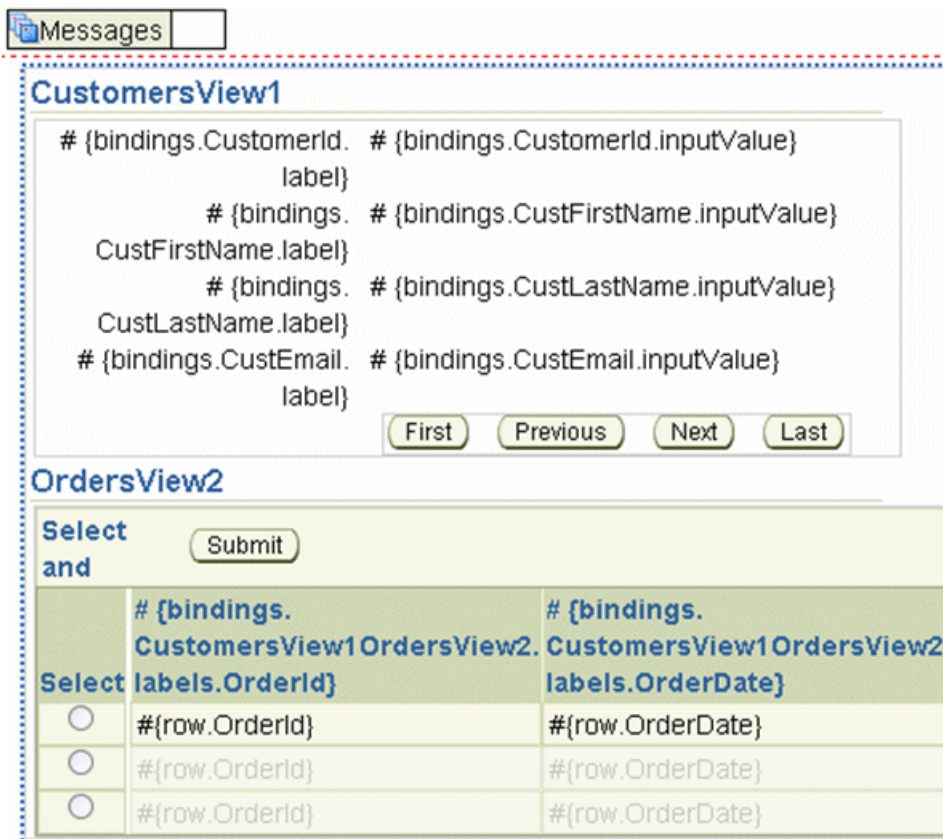 Messages
CustomersView1
# {bindings.CustomerId. # {bindings.CustomerId.inputValue}
label}
# {bindings. # {bindings.CustFirstName.inputValue}
CustFirstName.label}
# {bindings. # {bindings.CustLastName.inputValue}
CustLastName.label}
# {bindings.CustEmail. # {bindings.CustEmail.inputValue}
label}
First Previous Next Last
OrdersView2
Select
and Submit
# {bindings. # {bindings.
CustomersView1OrdersView2. CustomersView1OrdersView2
Select labels.OrderId} labels.OrderDate}
#{row.OrderId} #{row.OrderDate}
#{row.OrderId} #{row.OrderDate}
#{row.OrderId} #{row.OrderDate}